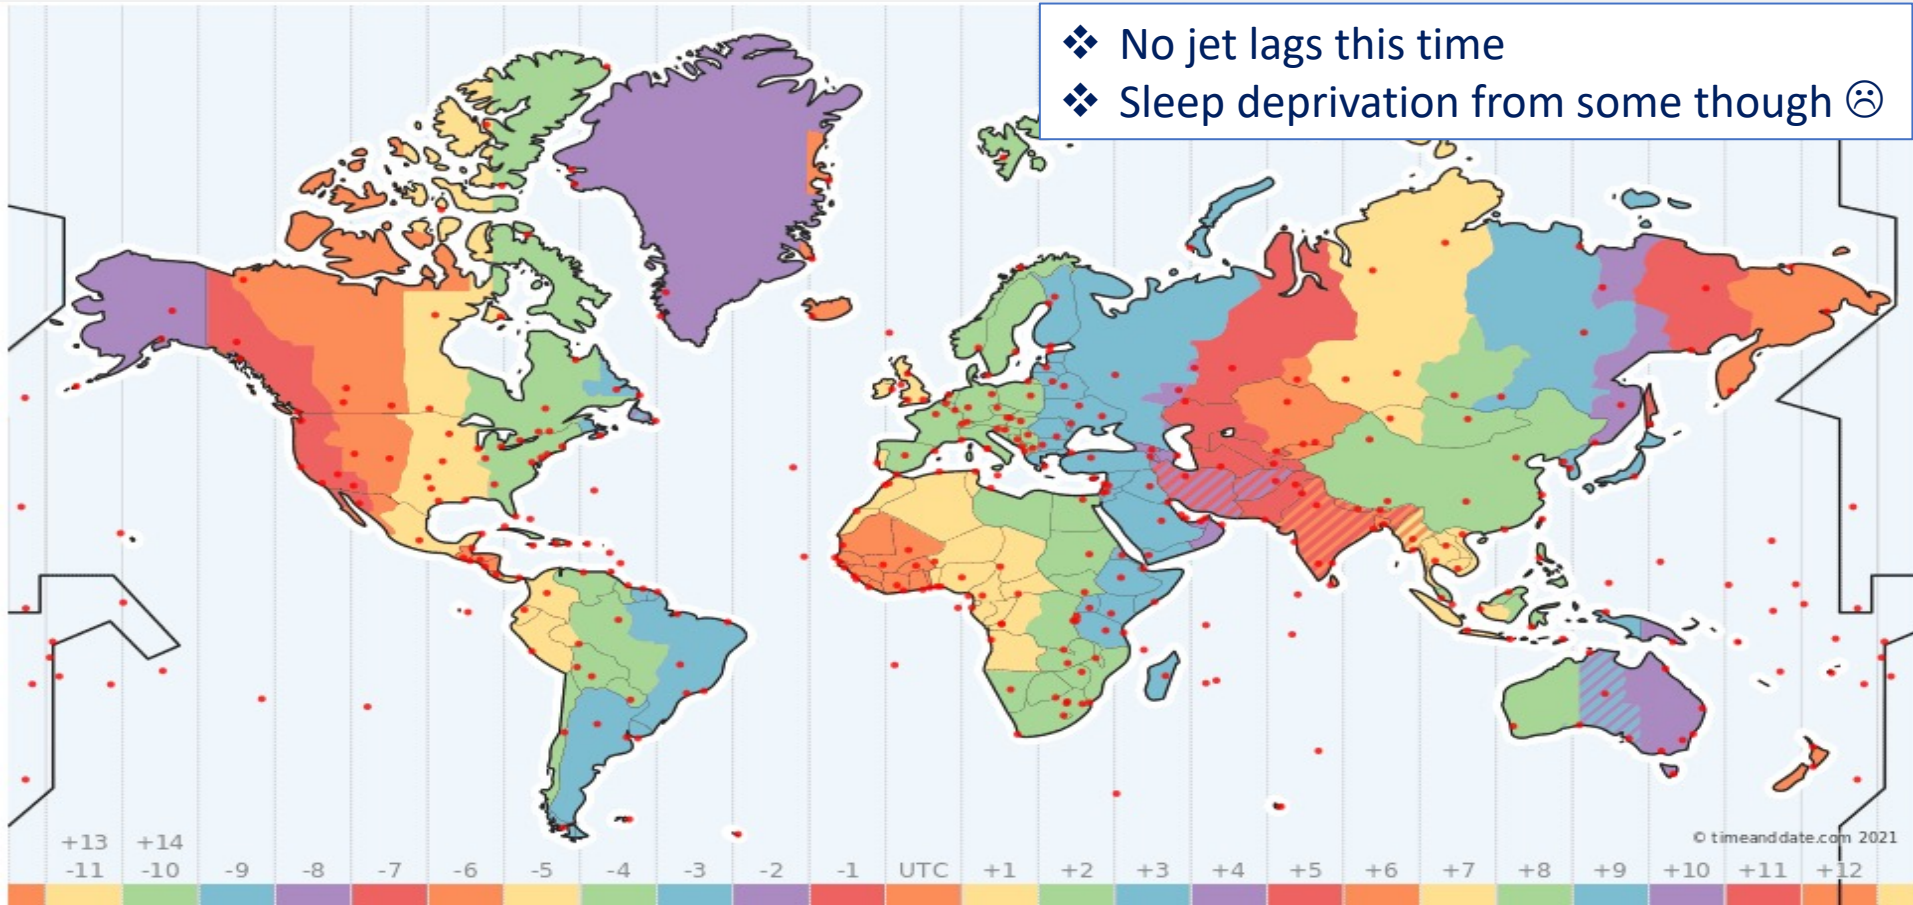 ❖ No jet lags this time
❖ Sleep deprivation from some though ☹
© timeanddate.com 2021
+13 +14
-11 -10 -9 -8 -7 -6 -5 -4 -3 -2 -1 UTC +1 +2 +3 +4 +5 +6 +7 +8 +9 +10 +11 +12